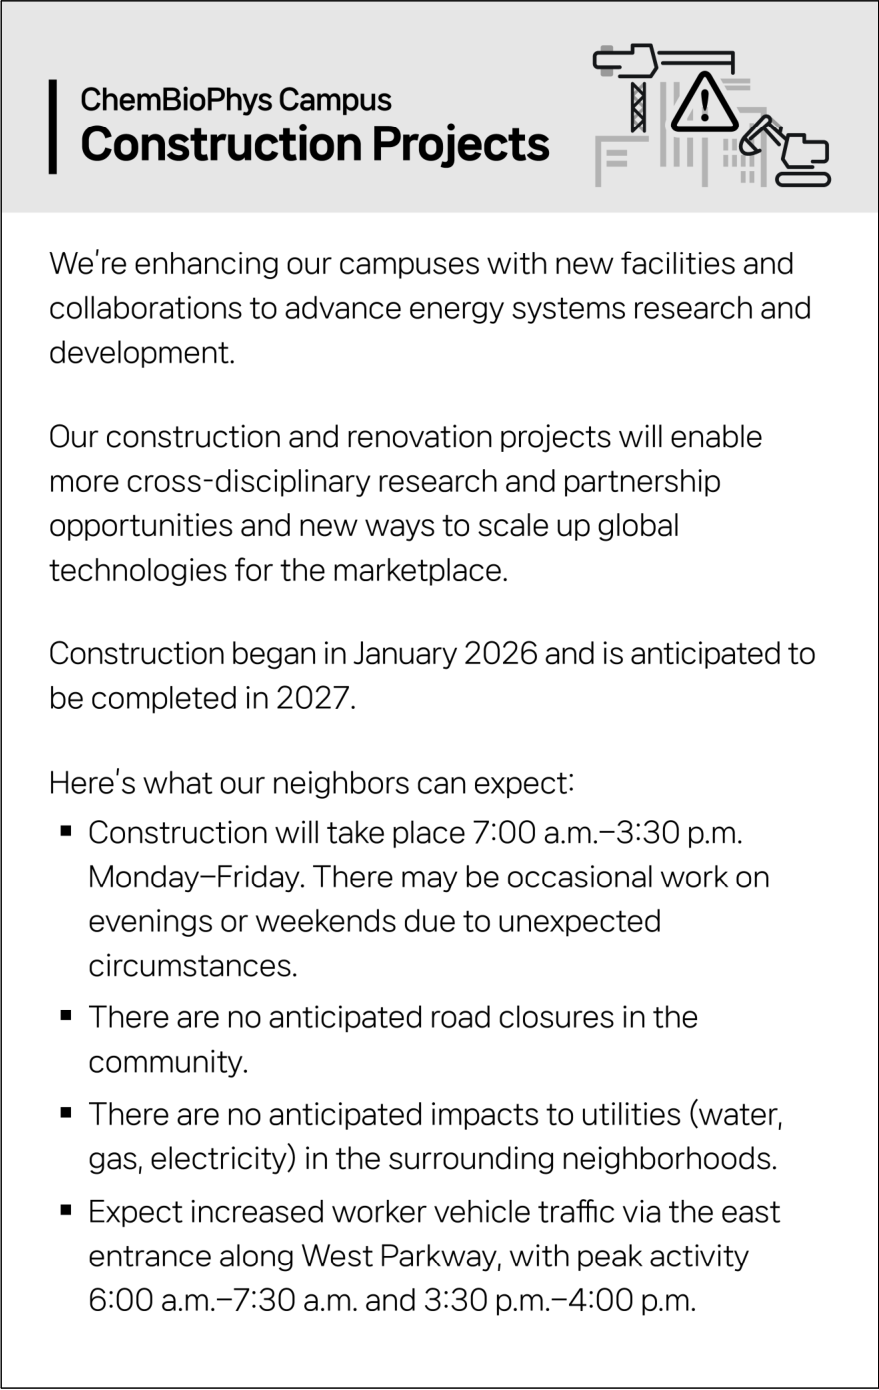 ChemBioPhys Campus
Construction Projects
We're enhancing our campuses with new facilities and
collaborations to advance energy systems research and
development.
Our construction and renovation projects will enable
more cross-disciplinary research and partnership
opportunities and new ways to scale up global
technologies for the marketplace.
Construction began in January 2026 and is anticipated to
be completed in 2027.
Here's what our neighbors can expect:
▪ Construction will take place 7:00 a.m.–3:30 p.m.
Monday–Friday. There may be occasional work on
evenings or weekends due to unexpected
circumstances.
▪ There are no anticipated road closures in the
community.
▪ There are no anticipated impacts to utilities (water,
gas, electricity) in the surrounding neighborhoods.
▪ Expect increased worker vehicle traffic via the east
entrance along West Parkway, with peak activity
6:00 a.m.–7:30 a.m. and 3:30 p.m.–4:00 p.m.